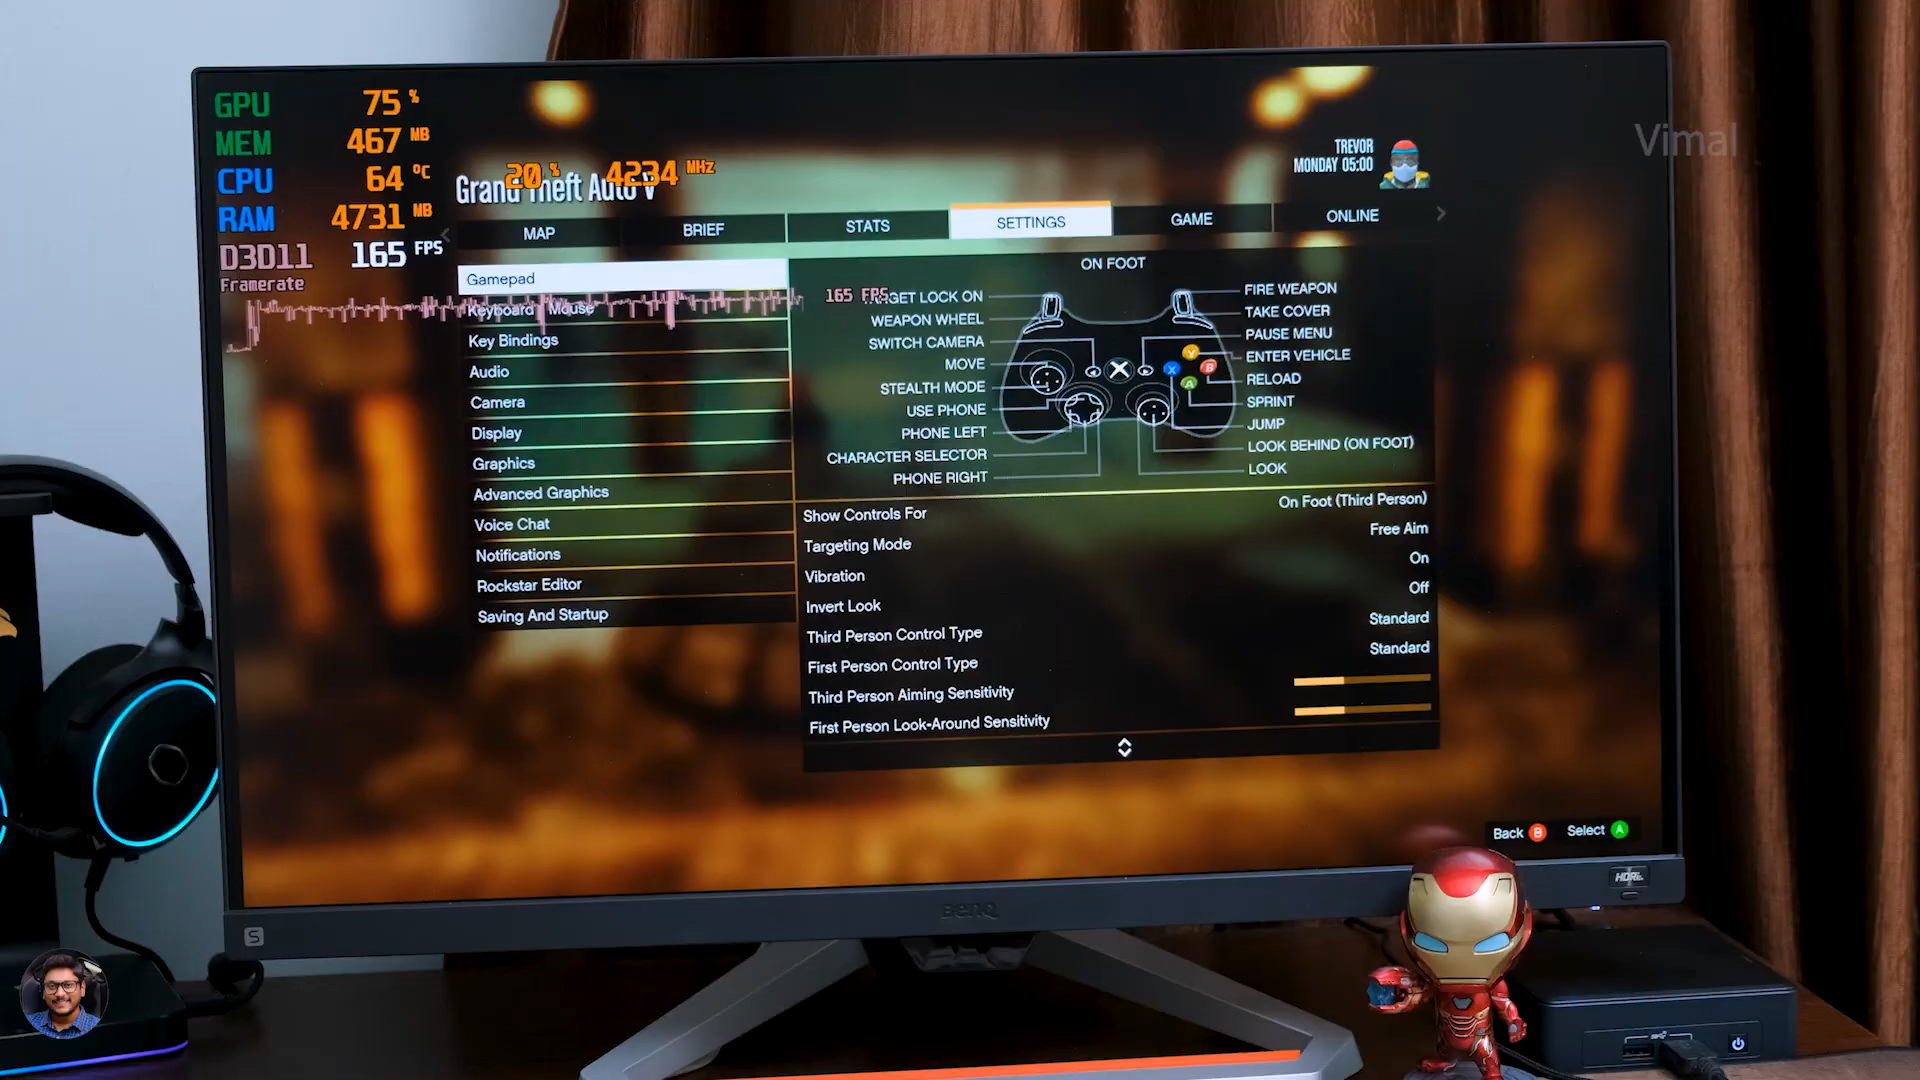 GPU 75 %
MEM 467 MB
CPU 64 °C 20 % 4234 MHz
RAM 4731 MB
D3D11 165 FPS
Framerate
165 FPS
Vimal
Grand Theft Auto V
TREVOR
MONDAY 05:00
MAP BRIEF STATS SETTINGS GAME ONLINE
Gamepad
Keyboard Mouse
Key Bindings
Audio
Camera
Display
Graphics
Advanced Graphics
Voice Chat
Notifications
Rockstar Editor
Saving And Startup
ON FOOT
LOCK ON
WEAPON WHEEL
SWITCH CAMERA
MOVE
STEALTH MODE
USE PHONE
PHONE LEFT
CHARACTER SELECTOR
PHONE RIGHT
X
Y
B
X
A
FIRE WEAPON
TAKE COVER
PAUSE MENU
ENTER VEHICLE
RELOAD
SPRINT
JUMP
LOOK BEHIND (ON FOOT)
LOOK
Show Controls For On Foot (Third Person)
Targeting Mode Free Aim
Vibration On
Invert Look Off
Third Person Control Type Standard
First Person Control Type Standard
Third Person Aiming Sensitivity
First Person Look-Around Sensitivity
Back B Select A
HDRi
BenQ
S